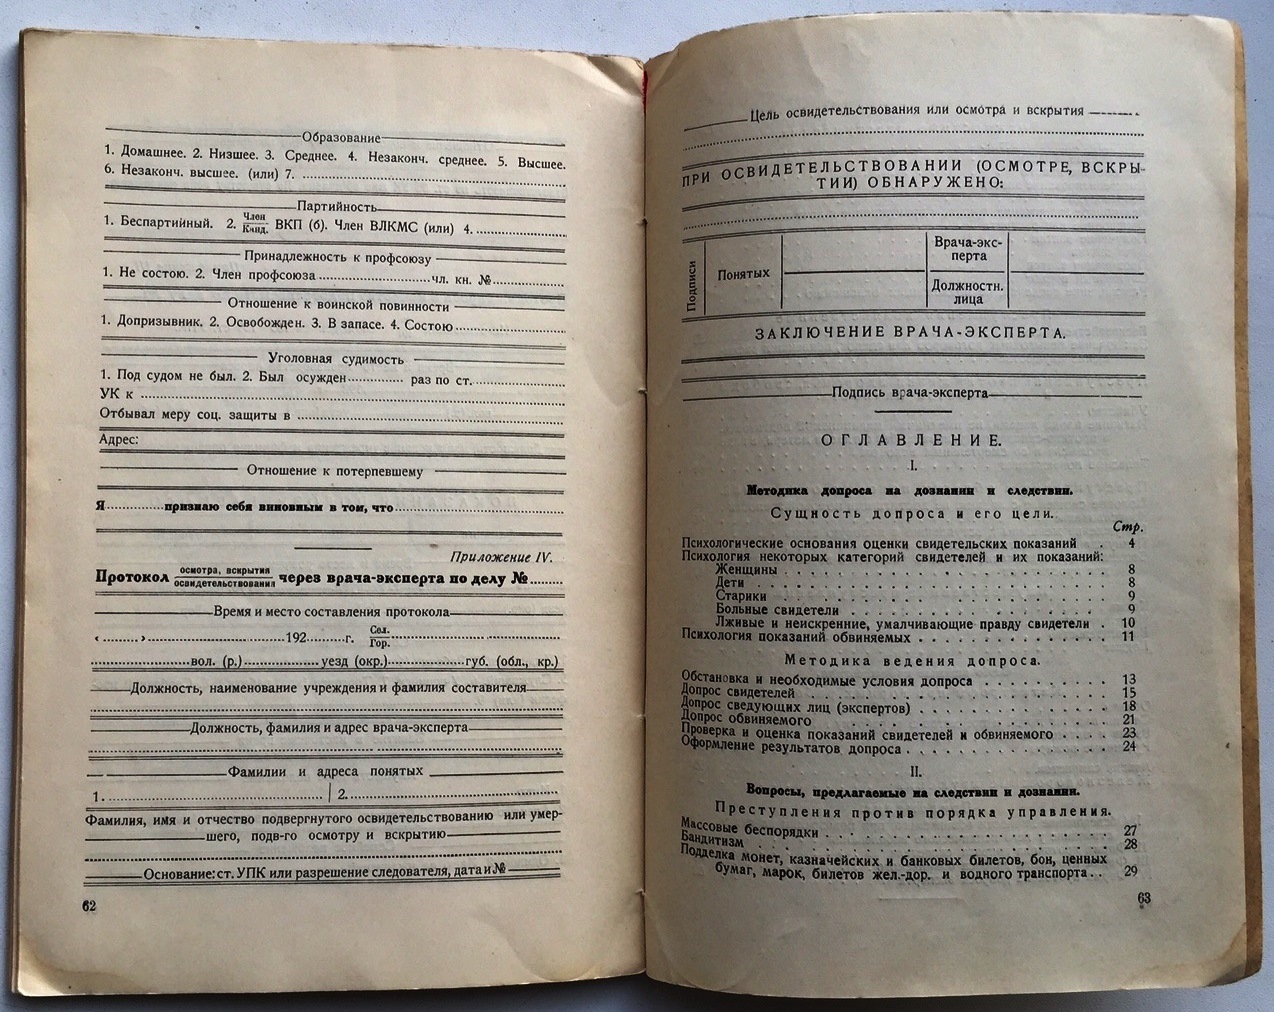 Образование
1. Домашнее. 2. Низшее. 3. Среднее. 4. Незаконч. среднее. 5. Высшее.
6. Незаконч. высшее. (или) 7. ........
Партийность
1. Беспартийный. 2. Член/Канд. ВКП (б). Член ВЛКМС (или) 4. ........
Принадлежность к профсоюзу
1. Не состою. 2. Член профсоюза ........ чл. кн. № ........
Отношение к воинской повинности
1. Допризывник. 2. Освобожден. 3. В запасе. 4. Состою ........
Уголовная судимость
1. Под судом не был. 2. Был осужден ........ раз по ст. ........
УК к ........
Отбывал меру соц. защиты в ........
Адрес:
Отношение к потерпевшему
Я ........ признаю себя виновным в том, что ........
Приложение IV.
Протокол осмотра, вскрытия/освидетельствования через врача-эксперта по делу № ........
Время и место составления протокола
‹ ........ › ........ 192 ........ г. Сел./Гор. ........
........ вол. (р.) ........ уезд (окр.) ........ губ. (обл., кр.)
Должность, наименование учреждения и фамилия составителя
Должность, фамилия и адрес врача-эксперта
Фамилии и адреса понятых
1. ........ | 2. ........
Фамилия, имя и отчество подвергнутого освидетельствованию или умер-
шего, подв-го осмотру и вскрытию
Основание: ст. УПК или разрешение следователя, дата и №
62
Цель освидетельствования или осмотра и вскрытия
ПРИ ОСВИДЕТЕЛЬСТВОВАНИИ (ОСМОТРЕ, ВСКРЫ-
ТИИ) ОБНАРУЖЕНО:
Подписи
Понятых
Врача-экс-
перта
Должностн.
лица
ЗАКЛЮЧЕНИЕ ВРАЧА-ЭКСПЕРТА.
Подпись врача-эксперта
ОГЛАВЛЕНИЕ.
I.
Методика допроса на дознании и следствии.
Сущность допроса и его цели.
Стр.
Психологические основания оценки свидетельских показаний . 4
Психология некоторых категорий свидетелей и их показаний:
Женщины . . . . 8
Дети . . . . 8
Старики . . . . 9
Больные свидетели . . . . 9
Лживые и неискренние, умалчивающие правду свидетели . 10
Психология показаний обвиняемых . . . . 11
Методика ведения допроса.
Обстановка и необходимые условия допроса . . . . 13
Допрос свидетелей . . . . 15
Допрос сведующих лиц (экспертов) . . . . 18
Допрос обвиняемого . . . . 21
Проверка и оценка показаний свидетелей и обвиняемого . . . . 23
Оформление результатов допроса . . . . 24
II.
Вопросы, предлагаемые на следствии и дознании.
Преступления против порядка управления.
Массовые беспорядки . . . . 27
Бандитизм . . . . 28
Подделка монет, казначейских и банковых билетов, бон, ценных
бумаг, марок, билетов жел.-дор. и водного транспорта . . 29
63